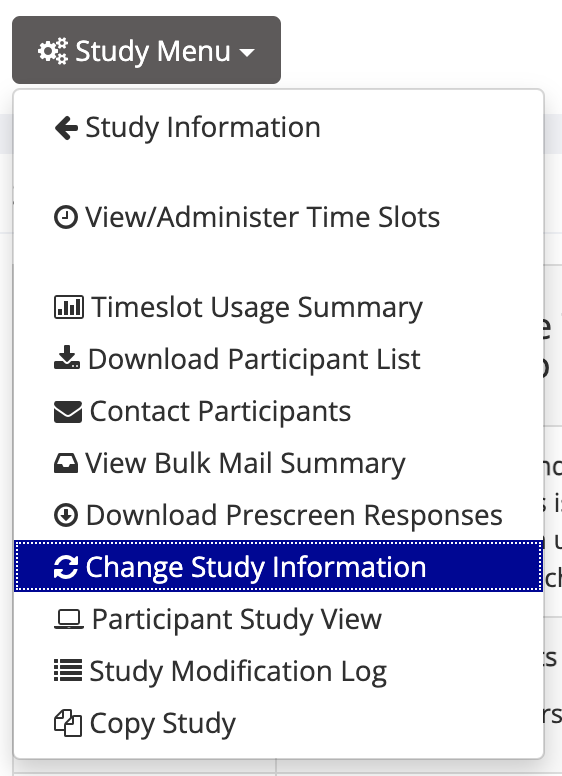 Study Menu
Study Information
View/Administer Time Slots
Timeslot Usage Summary
Download Participant List
Contact Participants
View Bulk Mail Summary
Download Prescreen Responses
Change Study Information
Participant Study View
Study Modification Log
Copy Study